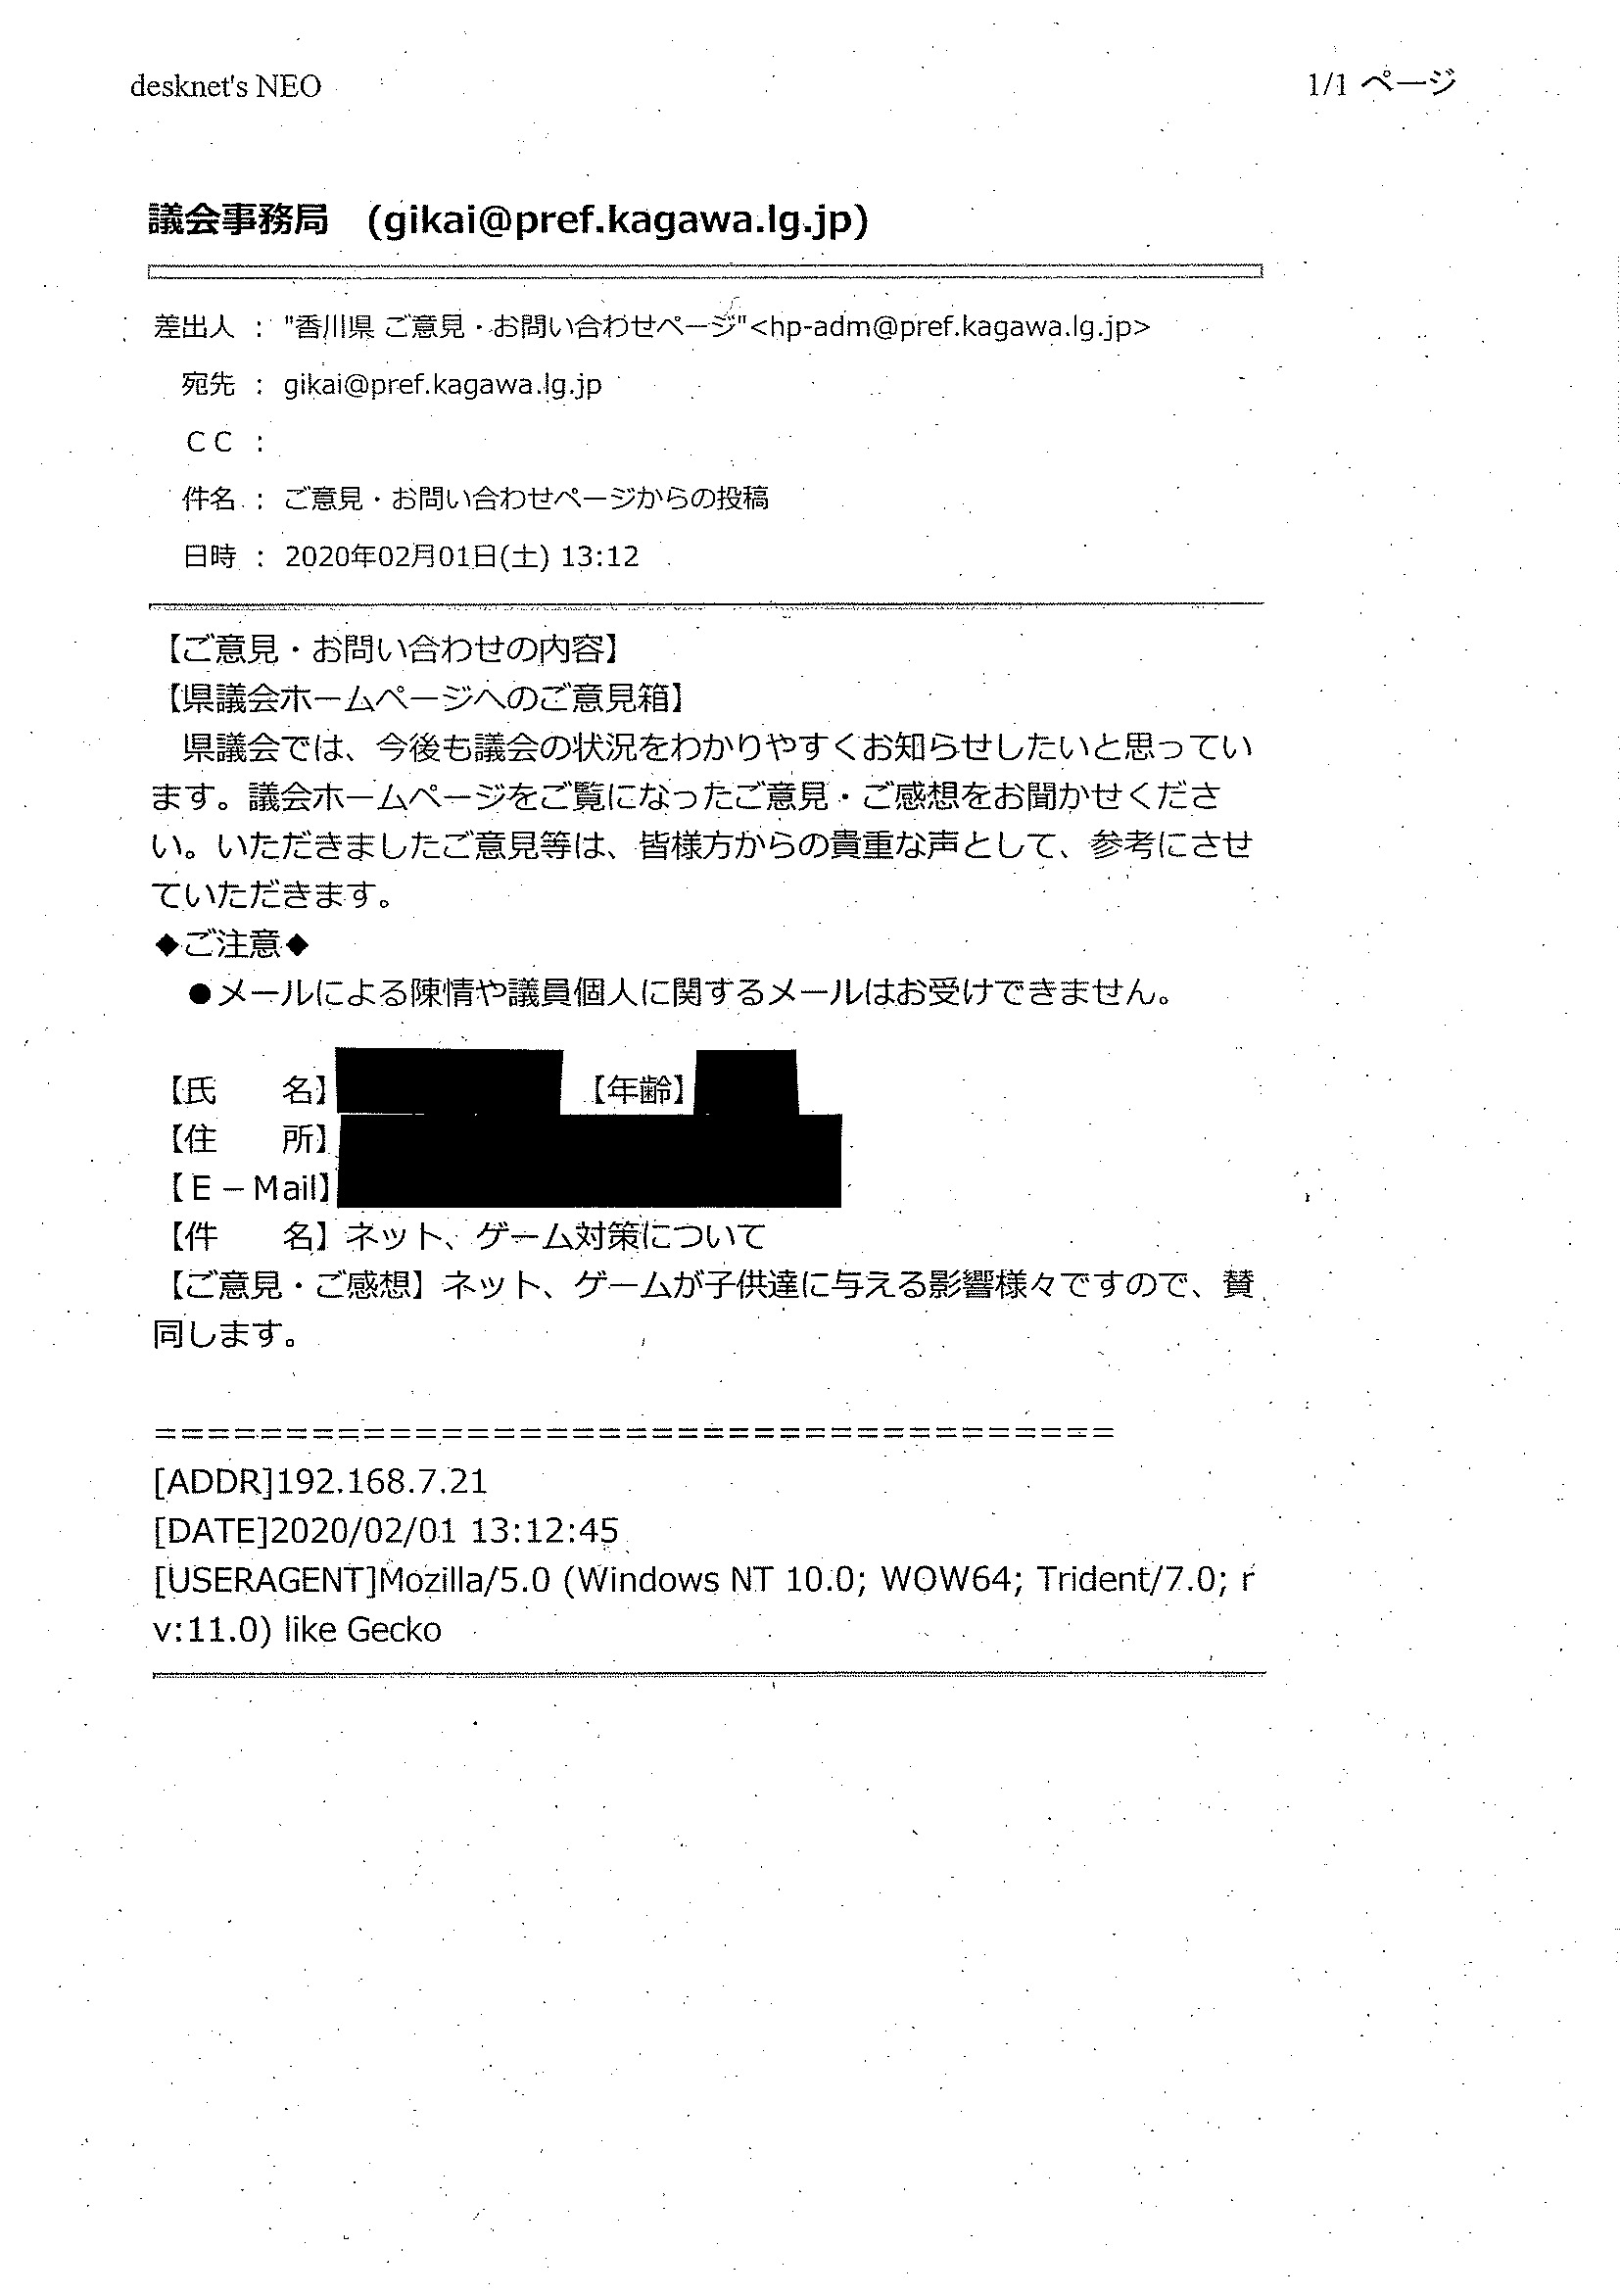 desknet's NEO
1/1 ページ
議会事務局 (gikai@pref.kagawa.lg.jp)
差出人 : "香川県 ご意見・お問い合わせページ"<hp-adm@pref.kagawa.lg.jp>
宛先 : gikai@pref.kagawa.lg.jp
ＣＣ :
件名 : ご意見・お問い合わせページからの投稿
日時 : 2020年02月01日(土) 13:12
【ご意見・お問い合わせの内容】
【県議会ホームページへのご意見箱】
　県議会では、今後も議会の状況をわかりやすくお知らせしたいと思ってい
ます。議会ホームページをご覧になったご意見・ご感想をお聞かせくださ
い。いただきましたご意見等は、皆様方からの貴重な声として、参考にさせ
ていただきます。
◆ご注意◆
　●メールによる陳情や議員個人に関するメールはお受けできません。
【氏　　名】 【年齢】
【住　　所】
【Ｅ－Mail】
【件　　名】ネット、ゲーム対策について
【ご意見・ご感想】ネット、ゲームが子供達に与える影響様々ですので、賛
同します。
=====================================
[ADDR]192.168.7.21
[DATE]2020/02/01 13:12:45
[USERAGENT]Mozilla/5.0 (Windows NT 10.0; WOW64; Trident/7.0; r
v:11.0) like Gecko